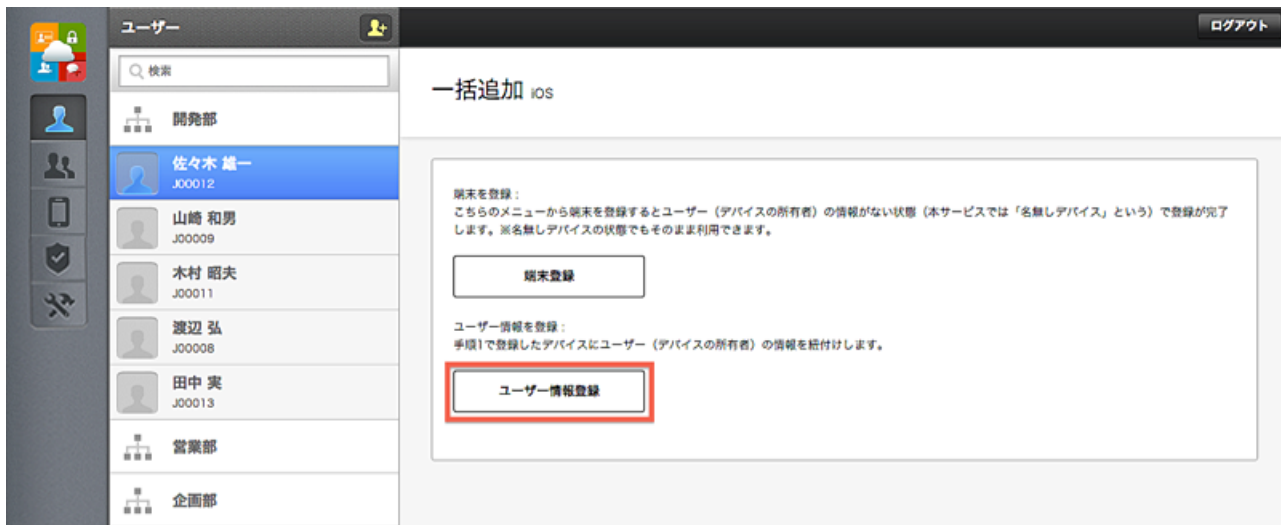 ユーザー
ログアウト
検索
開発部
佐々木 雄一
J00012
山崎 和男
J00009
木村 昭夫
J00011
渡辺 弘
J00008
田中 実
J00013
営業部
企画部
一括追加 iOS
端末を登録：
こちらのメニューから端末を登録するとユーザー（デバイスの所有者）の情報がない状態（本サービスでは「名無しデバイス」という）で登録が完了
します。※名無しデバイスの状態でもそのまま利用できます。
端末登録
ユーザー情報を登録：
手順1で登録したデバイスにユーザー（デバイスの所有者）の情報を紐付けします。
ユーザー情報登録